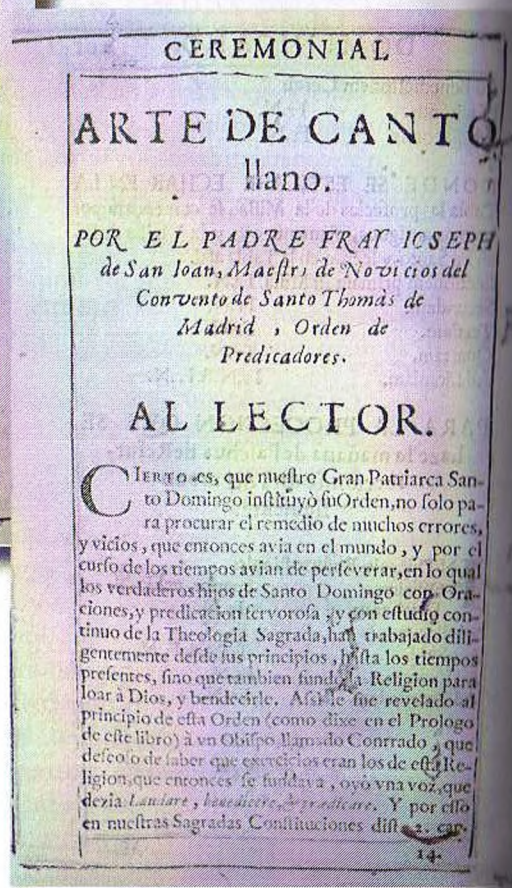 CEREMONIAL
ARTE DE CANTO
llano.
POR EL PADRE FRAY IOSEPH
de San Ioan, Maestro de Novicios del
Convento de Santo Thomàs de
Madrid, Orden de
Predicadores.
AL LECTOR.
CIERTO es, que nuestro Gran Patriarca San-
to Domingo instituyò su Orden, no solo pa-
ra procurar el remedio de muchos errores,
y vicios, que entonces avia en el mundo, y por el
curso de los tiempos avian de perseverar, en lo qual
los verdaderos hijos de Santo Domingo con Ora-
ciones, y predicacion fervorosa, y con estudio con-
tinuo de la Theologia Sagrada, han trabajado dili-
gentemente desde sus principios, hasta los tiempos
presentes, sino que tambien fundò la Religion para
loar à Dios, y bendecirle. Assi le fue revelado al
principio de esta Orden (como dixe en el Prologo
de este libro) à vn Obispo llamado Conrrado, que
deseoso de saber que exercicios eran los de esta Re-
ligion, que entonces se fundava, oyò vna voz, que
dezia Laudare, benedicere, & predicare. Y por esso
en nuestras Sagradas Constituciones dist. 2. cap.
14.